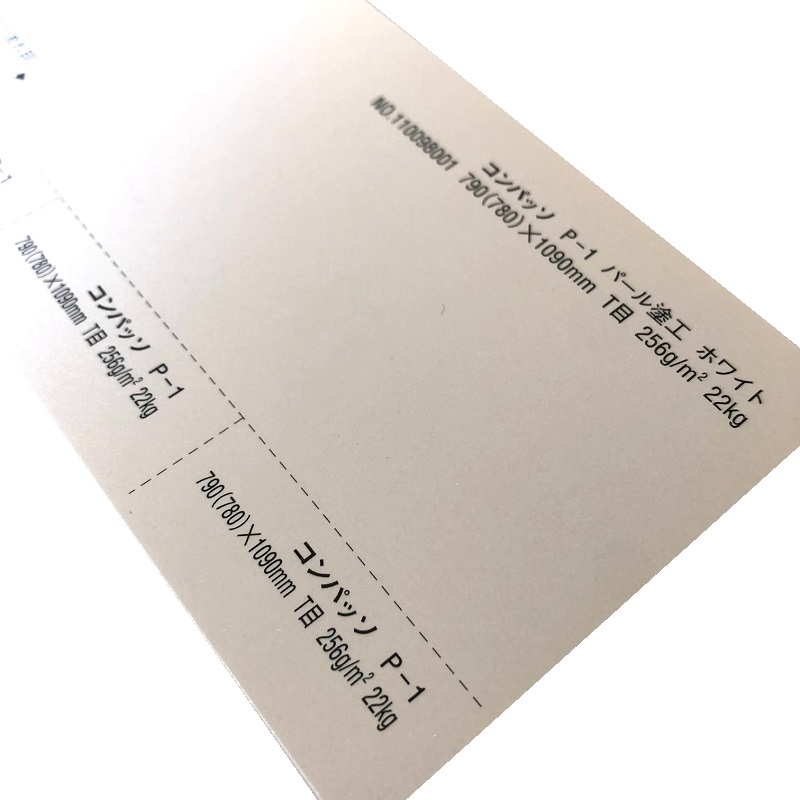 コンパッソ P-1 パール塗工 ホワイト
NO.110098001 790(780)×1090mm T目 256g/m² 22kg
P-1
コンパッソ P-1
790(780)×1090mm T目 256g/m² 22kg
コンパッソ P-1
790(780)×1090mm T目 256g/m² 22kg